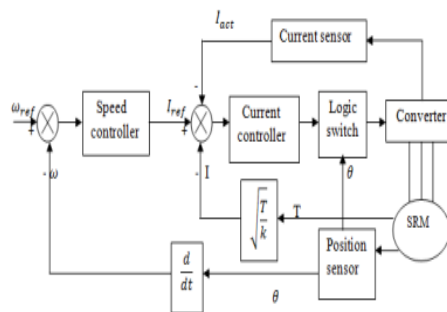 I_act
Current sensor
ω_ref
+
Speed controller
I_ref
+
-
Current controller
Logic switch
Converter
- ω
- I
θ
√(T/k)
T
SRM
Position sensor
d/dt
θ